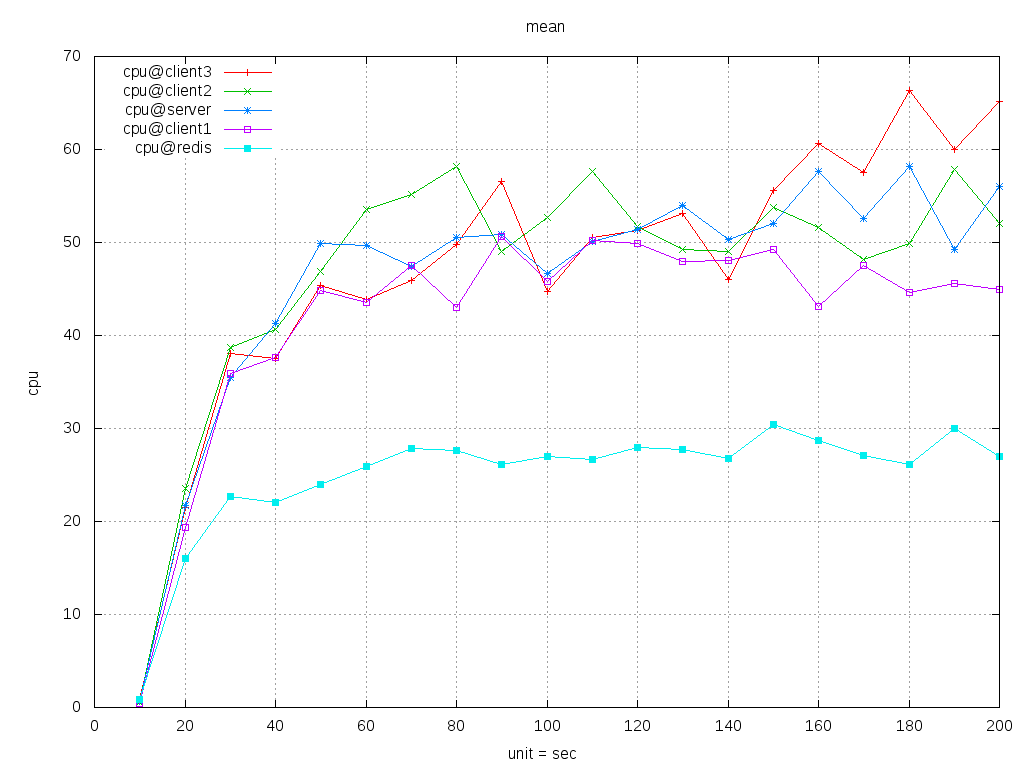 mean
70
60
50
40
30
20
10
0
cpu
cpu@client3
cpu@client2
cpu@server
cpu@client1
cpu@redis
0 20 40 60 80 100 120 140 160 180 200
unit = sec